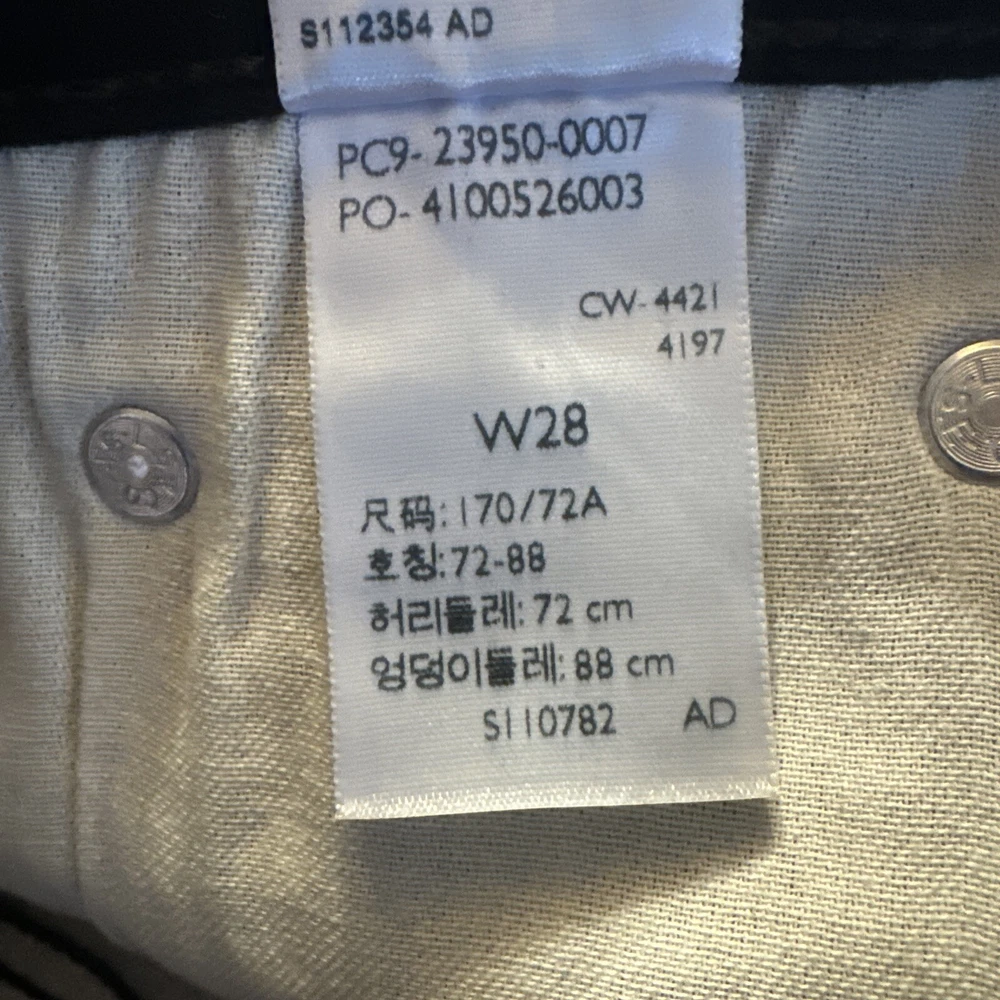 S112354 AD
PC9- 23950-0007
PO- 4100526003
CW- 4421
4197
W28
尺码: 170/72A
호칭: 72-88
허리둘레: 72 cm
엉덩이둘레: 88 cm
S110782 AD